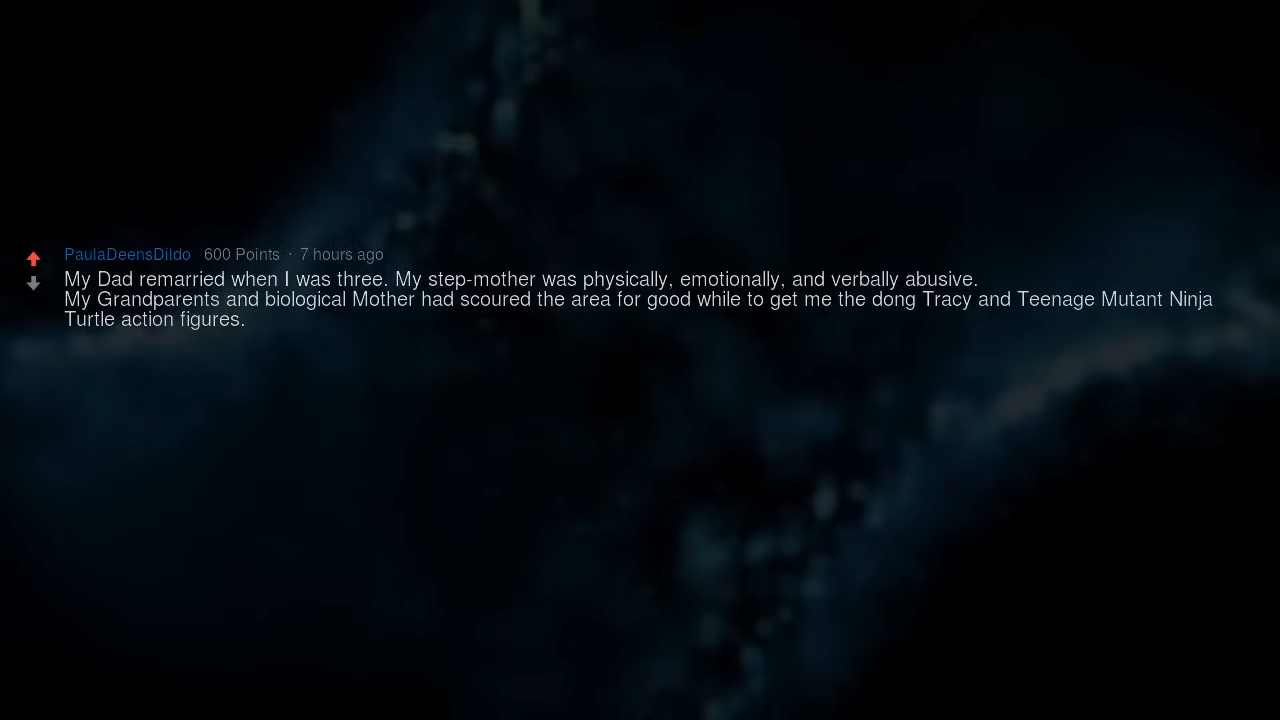 PaulaDeensDildo 600 Points · 7 hours ago
My Dad remarried when I was three. My step-mother was physically, emotionally, and verbally abusive.
My Grandparents and biological Mother had scoured the area for good while to get me the dong Tracy and Teenage Mutant Ninja
Turtle action figures.